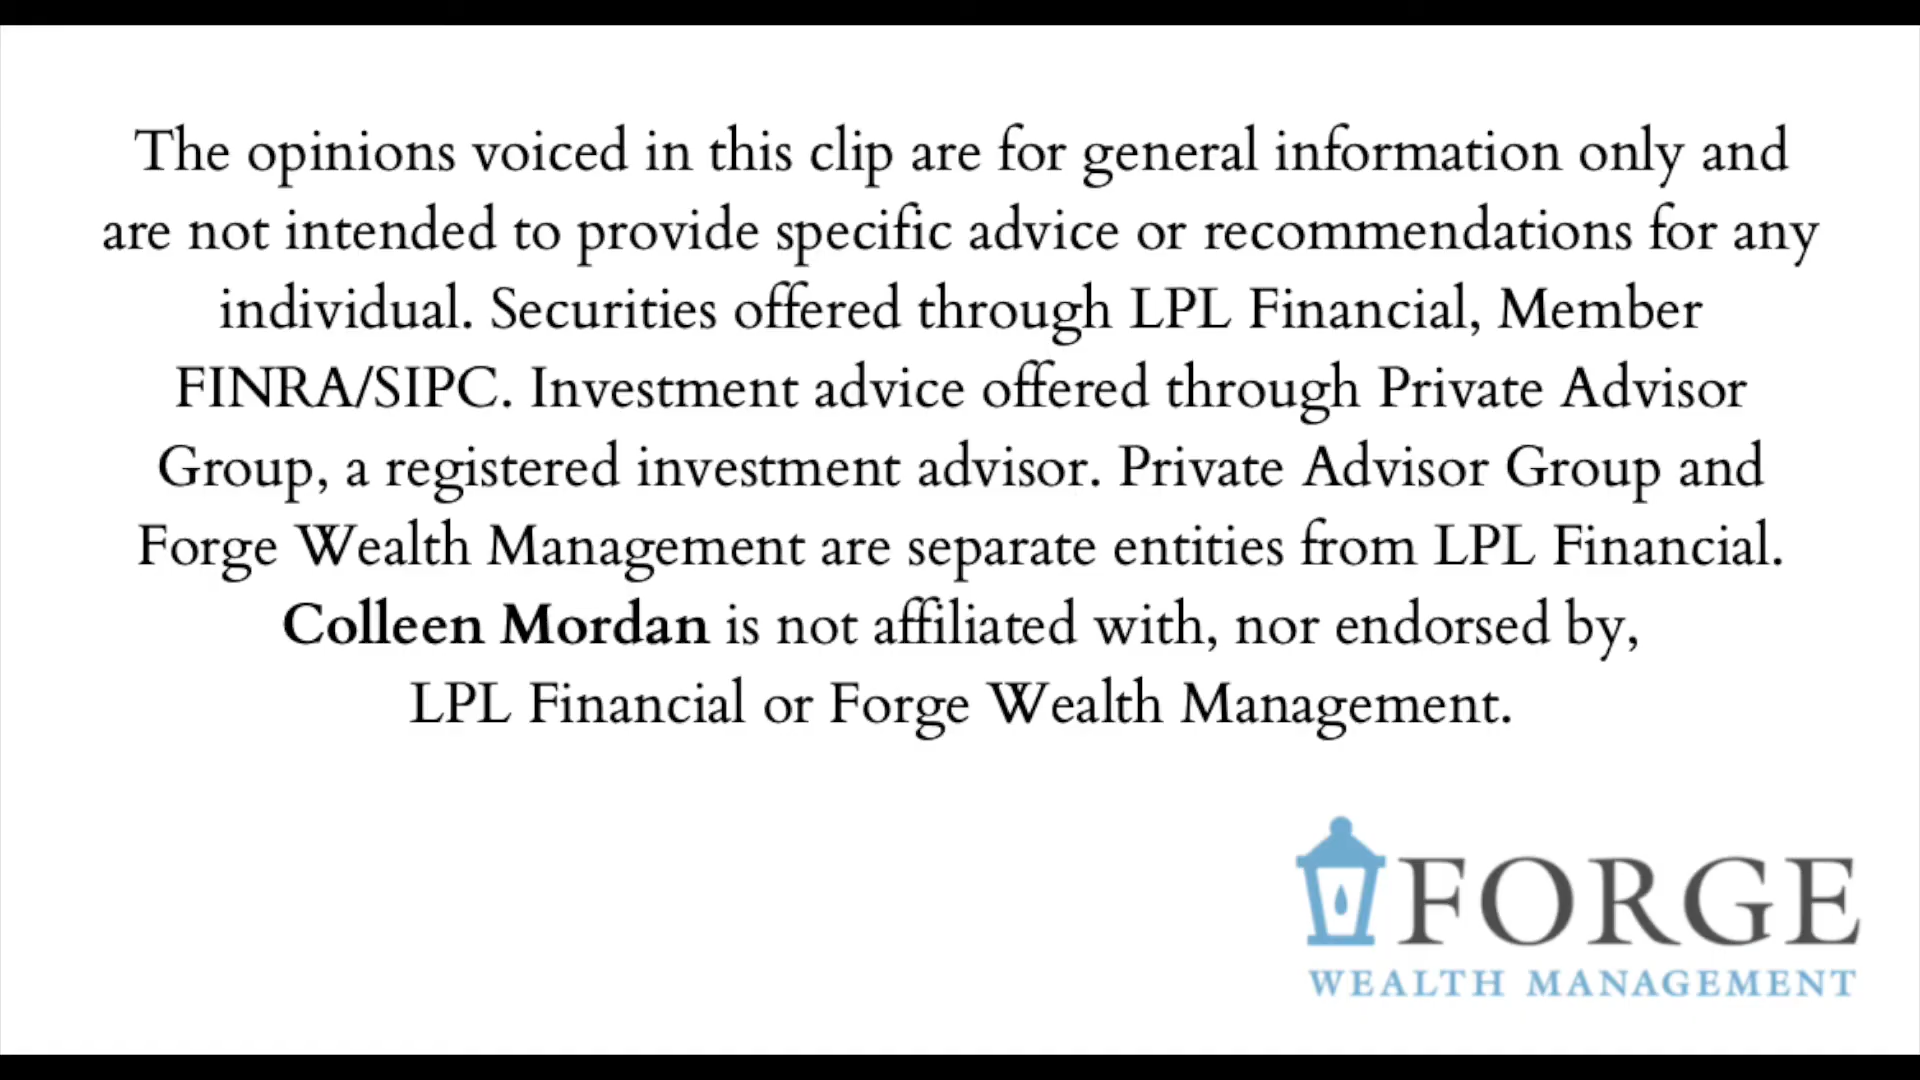 The opinions voiced in this clip are for general information only and
are not intended to provide specific advice or recommendations for any
individual. Securities offered through LPL Financial, Member
FINRA/SIPC. Investment advice offered through Private Advisor
Group, a registered investment advisor. Private Advisor Group and
Forge Wealth Management are separate entities from LPL Financial.
Colleen Mordan is not affiliated with, nor endorsed by,
LPL Financial or Forge Wealth Management.
FORGE
WEALTH MANAGEMENT